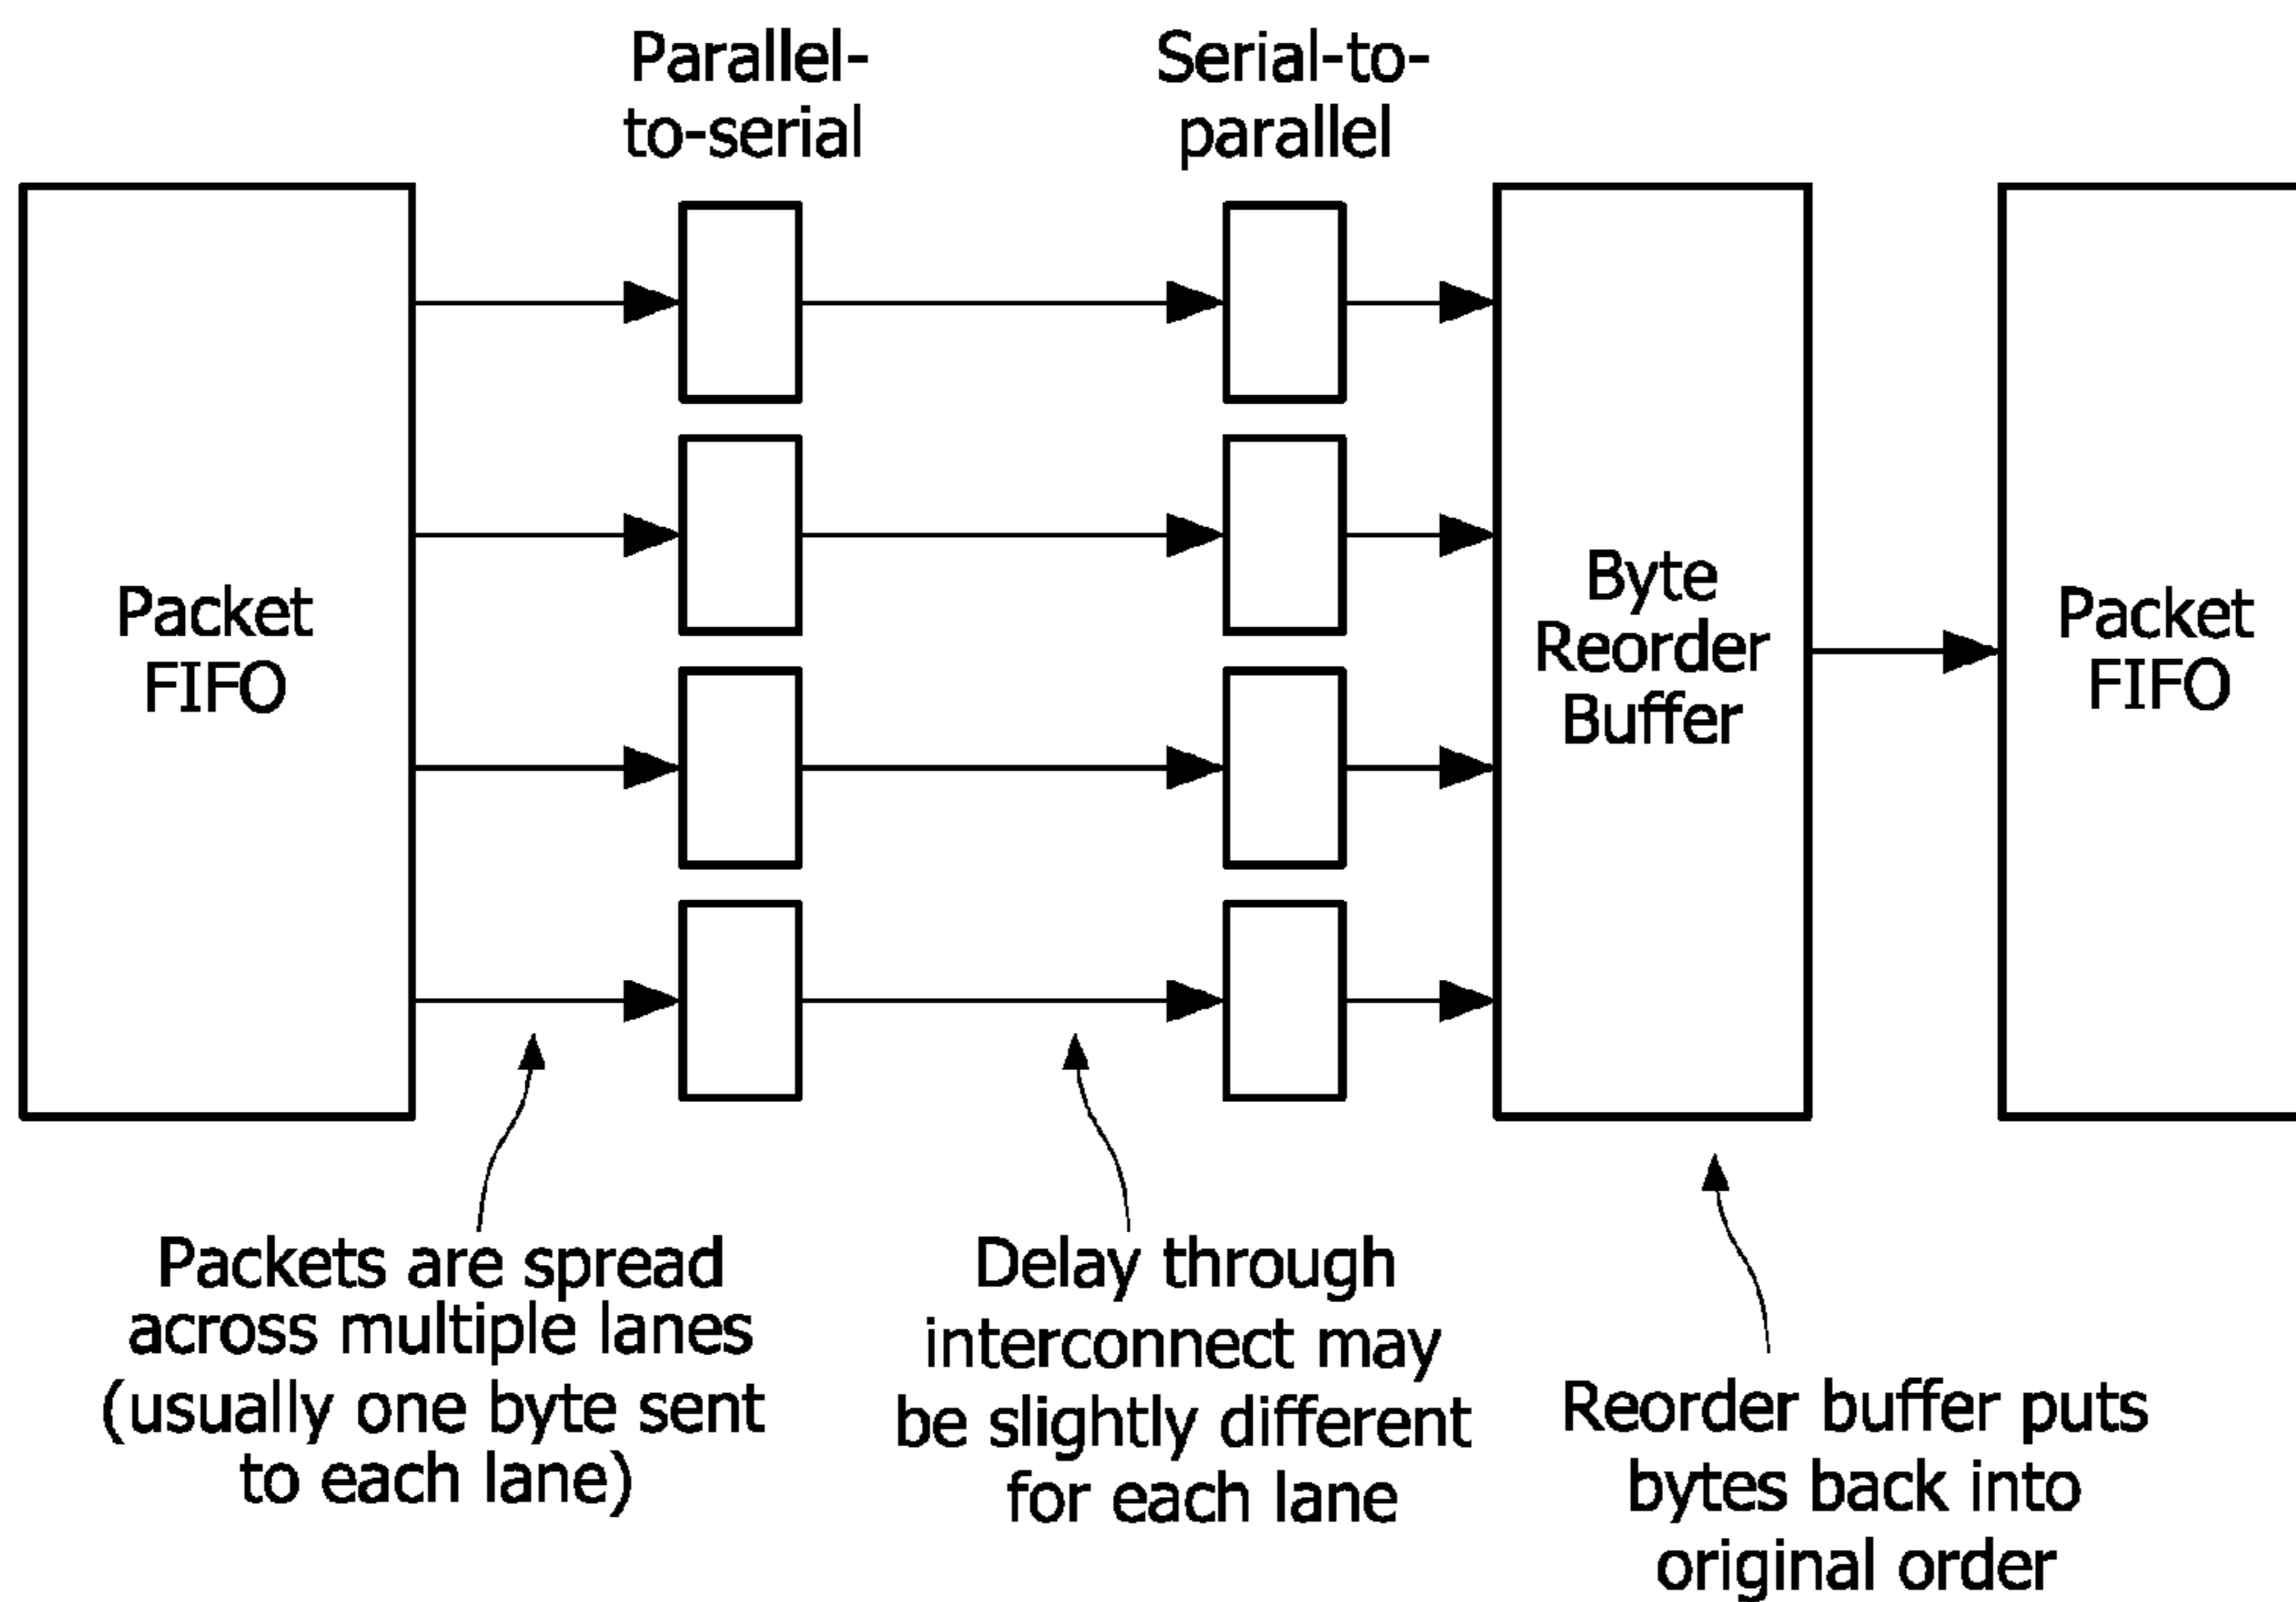 Parallel-
to-serial
Serial-to-
parallel
Packet
FIFO
Byte
Reorder
Buffer
Packet
FIFO
Packets are spread
across multiple lanes
(usually one byte sent
to each lane)
Delay through
interconnect may
be slightly different
for each lane
Reorder buffer puts
bytes back into
original order